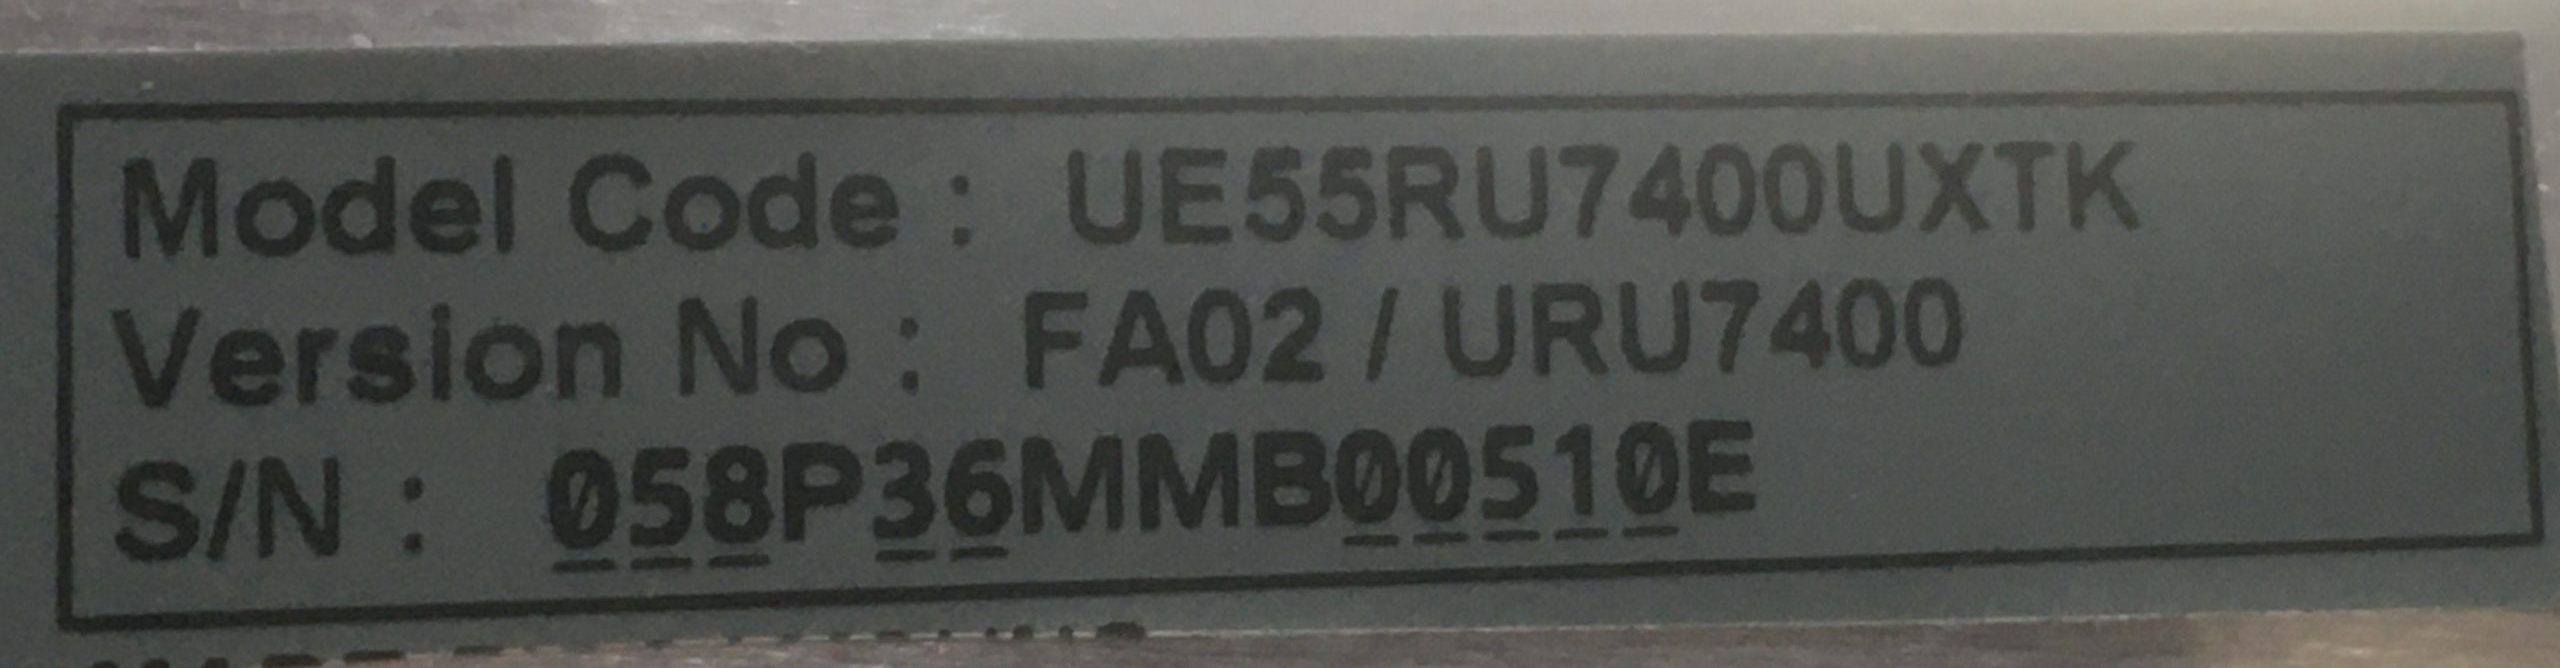 Model Code : UE55RU7400UXTK
Version No : FA02 / URU7400
S/N : 058P36MMB00510E